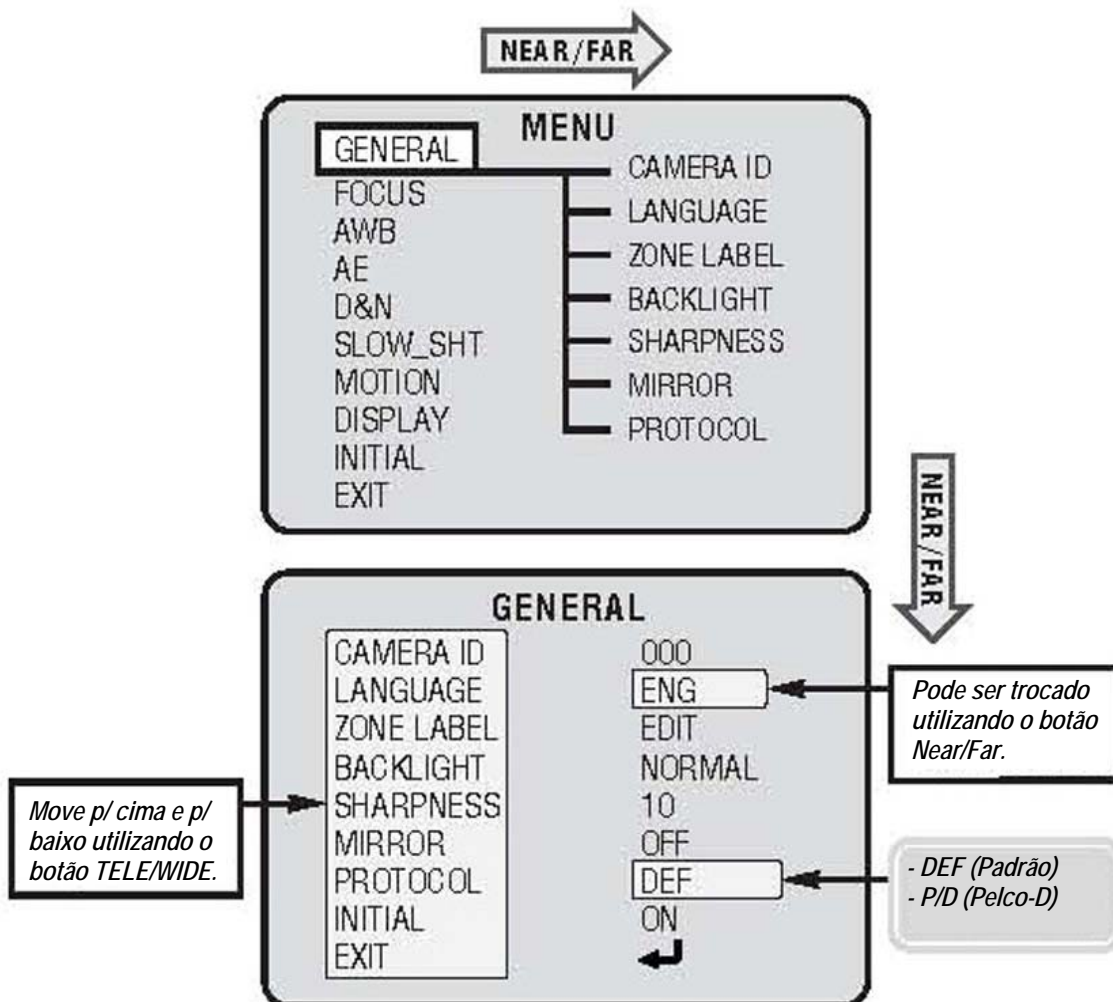 NEAR/FAR
MENU
GENERAL
FOCUS
AWB
AE
D&N
SLOW_SHT
MOTION
DISPLAY
INITIAL
EXIT
CAMERA ID
LANGUAGE
ZONE LABEL
BACKLIGHT
SHARPNESS
MIRROR
PROTOCOL
NEAR/FAR
GENERAL
CAMERA ID 000
LANGUAGE ENG
ZONE LABEL EDIT
BACKLIGHT NORMAL
SHARPNESS 10
MIRROR OFF
PROTOCOL DEF
INITIAL ON
EXIT
Pode ser trocado
utilizando o botão
Near/Far.
Move p/ cima e p/
baixo utilizando o
botão TELE/WIDE.
- DEF (Padrão)
- P/D (Pelco-D)